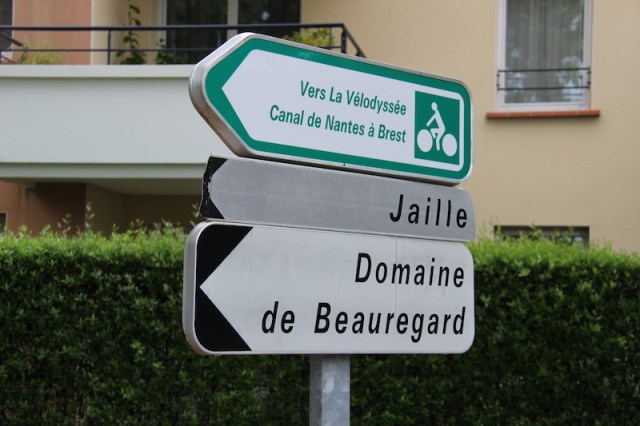 Vers La Vélodyssée
Canal de Nantes à Brest
Jaille
Domaine
de Beauregard